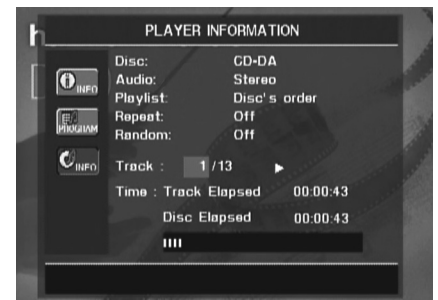 h
PLAYER INFORMATION
Disc: CD-DA
Audio: Stereo
Playlist: Disc's order
Repeat: Off
Random: Off
Track : 1 /13
Time : Track Elapsed 00:00:43
Disc Elapsed 00:00:43
INFO
PROGRAM
INFO